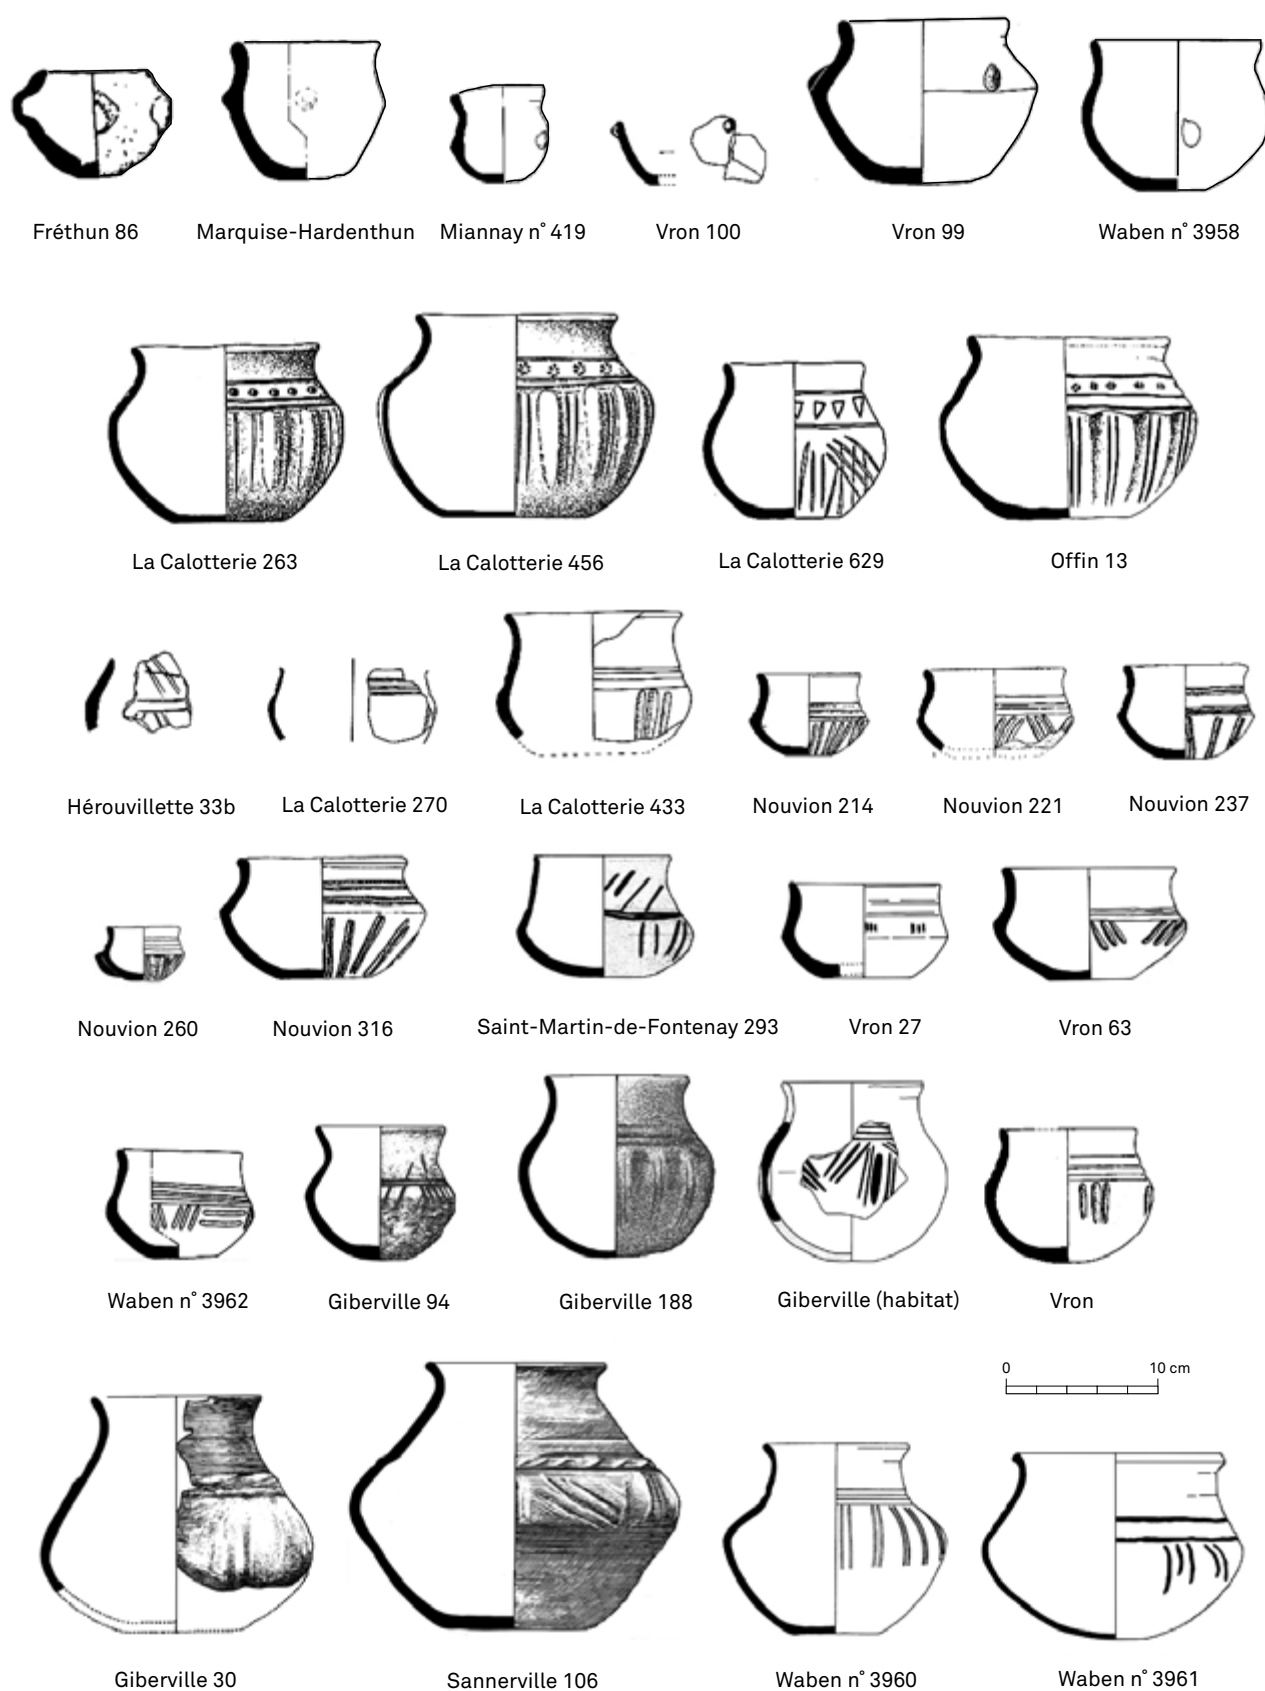 Fréthun 86
Marquise-Hardenthun
Miannay n° 419
Vron 100
Vron 99
Waben n° 3958
La Calotterie 263
La Calotterie 456
La Calotterie 629
Offin 13
Hérouvillette 33b
La Calotterie 270
La Calotterie 433
Nouvion 214
Nouvion 221
Nouvion 237
Nouvion 260
Nouvion 316
Saint-Martin-de-Fontenay 293
Vron 27
Vron 63
Waben n° 3962
Giberville 94
Giberville 188
Giberville (habitat)
Vron
0 10 cm
Giberville 30
Sannerville 106
Waben n° 3960
Waben n° 3961